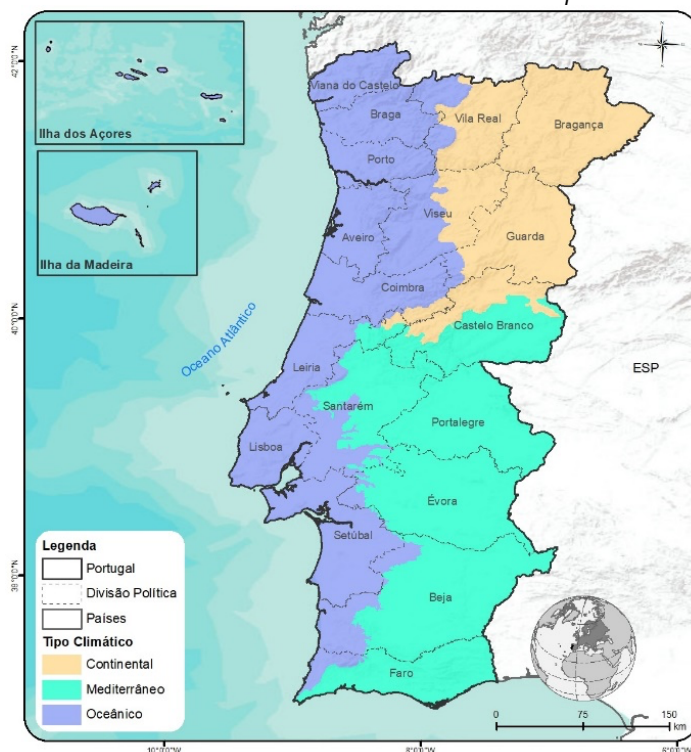 42°0'0"N
Ilha dos Açores
Ilha da Madeira
Viana do Castelo
Braga
Vila Real
Bragança
Porto
Viseu
Aveiro
Guarda
Coimbra
40°0'0"N
Castelo Branco
Oceano Atlântico
Leiria
ESP
Santarém
Portalegre
Lisboa
Évora
Setúbal
38°0'0"N
Beja
Faro
Legenda
Portugal
Divisão Política
Países
Tipo Climático
Continental
Mediterrâneo
Oceânico
0 75 150
km
10°0'0"W